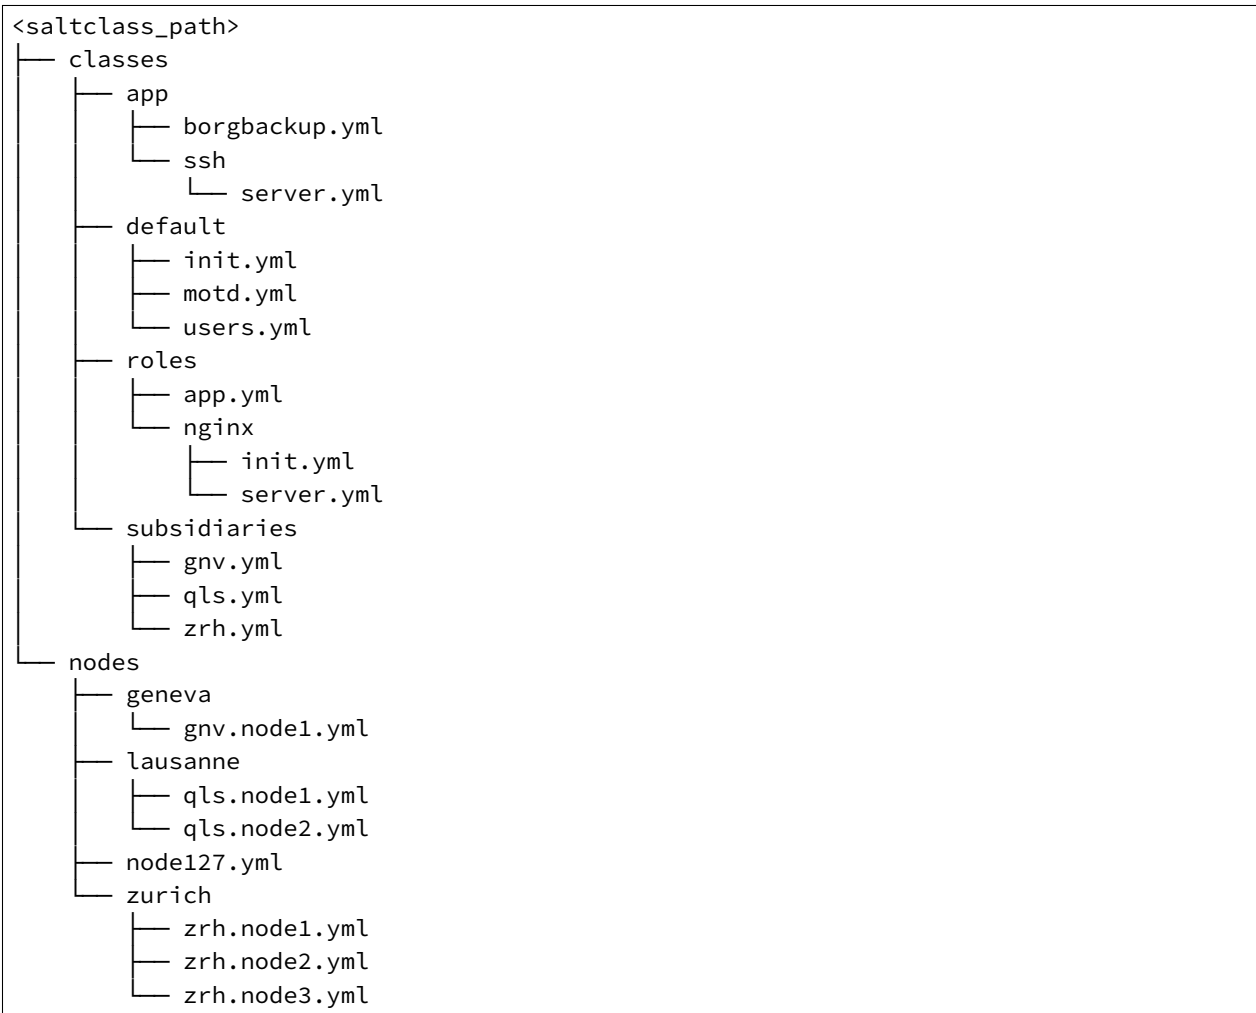 <saltclass_path>
├── classes
│   ├── app
│   │   ├── borgbackup.yml
│   │   └── ssh
│   │       └── server.yml
│   ├── default
│   │   ├── init.yml
│   │   ├── motd.yml
│   │   └── users.yml
│   ├── roles
│   │   ├── app.yml
│   │   └── nginx
│   │       ├── init.yml
│   │       └── server.yml
│   └── subsidiaries
│       ├── gnv.yml
│       ├── qls.yml
│       └── zrh.yml
└── nodes
    ├── geneva
    │   └── gnv.node1.yml
    ├── lausanne
    │   ├── qls.node1.yml
    │   └── qls.node2.yml
    ├── node127.yml
    └── zurich
        ├── zrh.node1.yml
        ├── zrh.node2.yml
        └── zrh.node3.yml